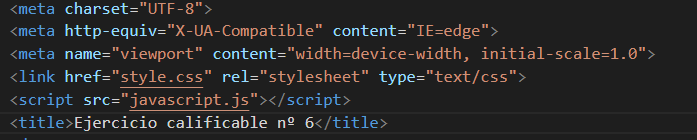 <meta charset="UTF-8">
<meta http-equiv="X-UA-Compatible" content="IE=edge">
<meta name="viewport" content="width=device-width, initial-scale=1.0">
<link href="style.css" rel="stylesheet" type="text/css">
<script src="javascript.js"></script>
<title>Ejercicio calificable nº 6</title>